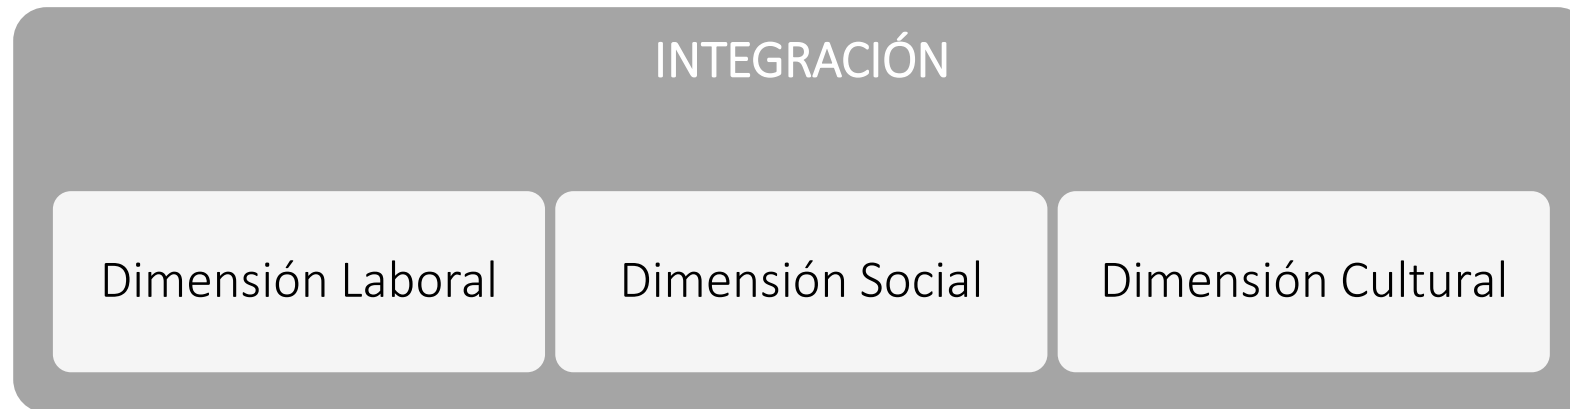 INTEGRACIÓN
Dimensión Laboral
Dimensión Social
Dimensión Cultural